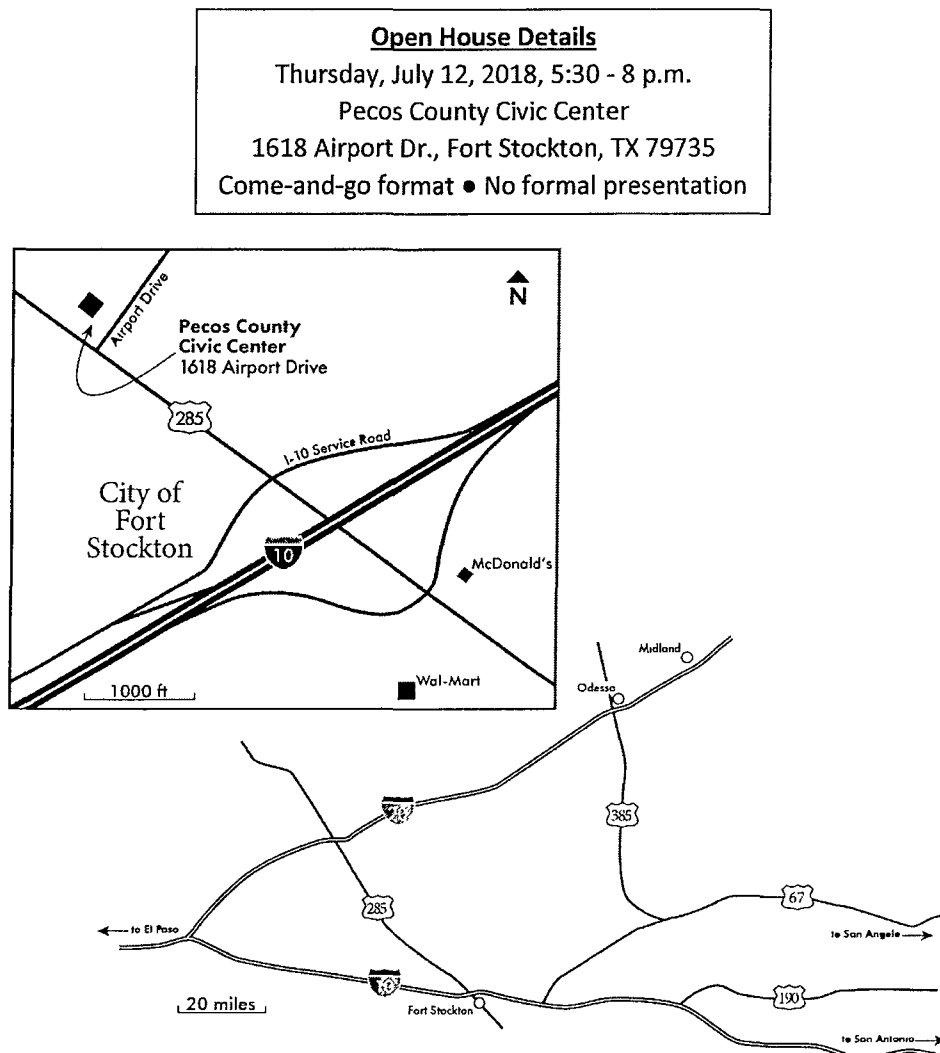 Open House Details
Thursday, July 12, 2018, 5:30 - 8 p.m.
Pecos County Civic Center
1618 Airport Dr., Fort Stockton, TX 79735
Come-and-go format ● No formal presentation
N
Airport Drive
Pecos County
Civic Center
1618 Airport Drive
285
I-10 Service Road
City of
Fort
Stockton
10
McDonald's
Wal-Mart
1000 ft
Midland
Odessa
385
285
67
to El Paso
to San Angelo
20 miles
Fort Stockton
190
to San Antonio